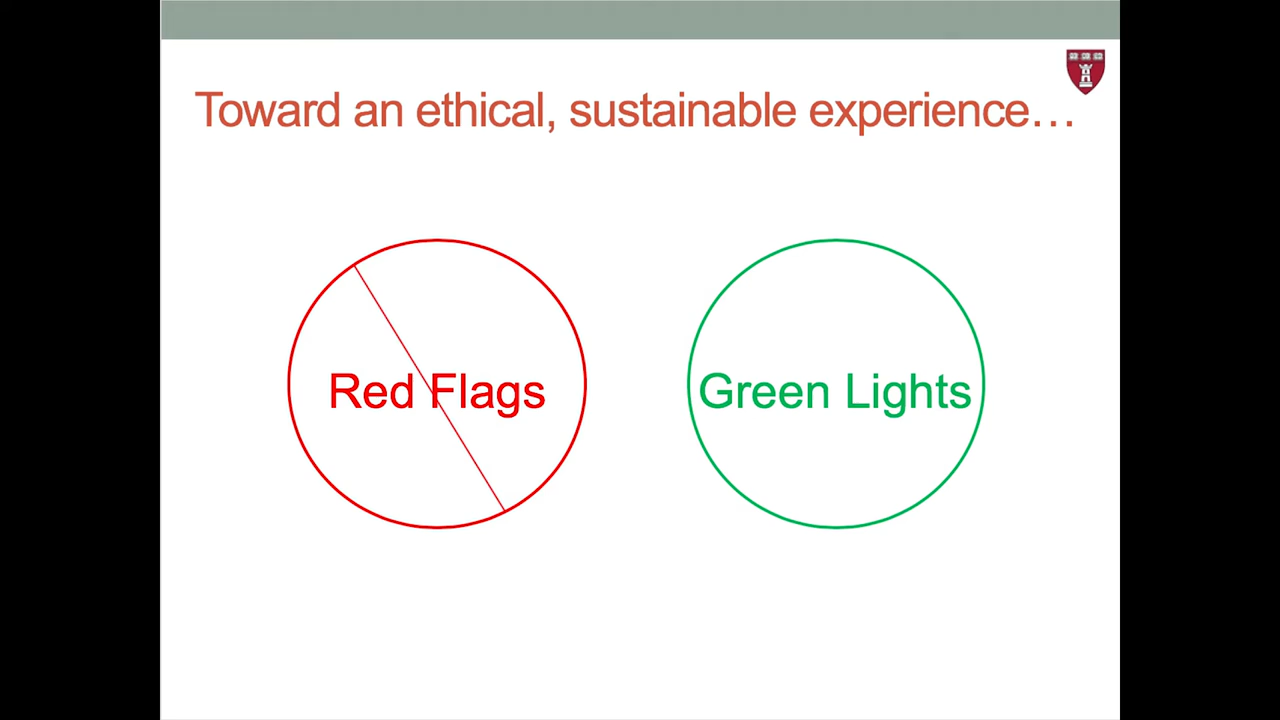 Toward an ethical, sustainable experience…
Red Flags
Green Lights